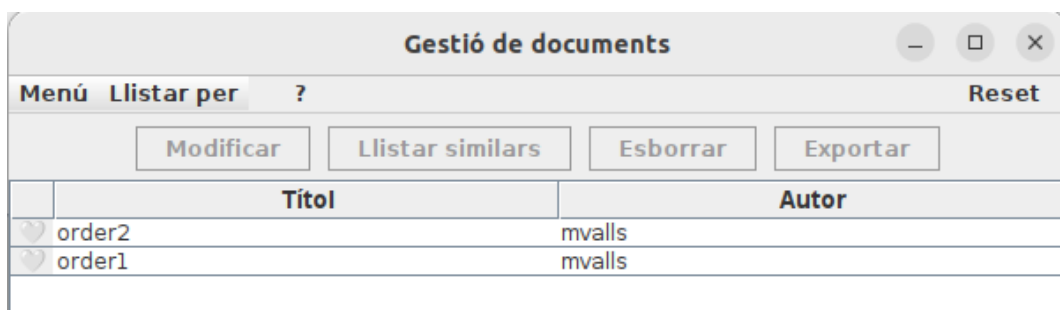 Gestió de documents
Menú Llistar per ? Reset
Modificar Llistar similars Esborrar Exportar
Títol Autor
order2 mvalls
order1 mvalls